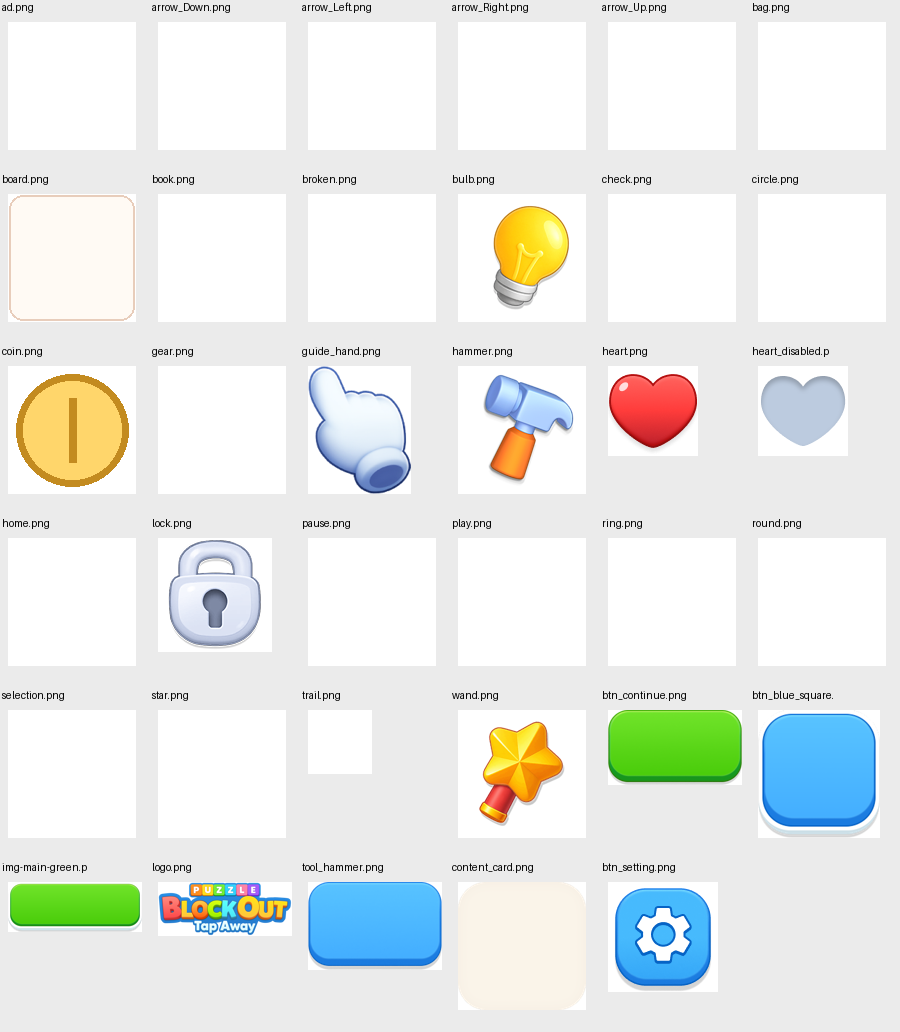 ad.png
arrow_Down.png
arrow_Left.png
arrow_Right.png
arrow_Up.png
bag.png
board.png
book.png
broken.png
bulb.png
check.png
circle.png
coin.png
gear.png
guide_hand.png
hammer.png
heart.png
heart_disabled.p
home.png
lock.png
pause.png
play.png
ring.png
round.png
selection.png
star.png
trail.png
wand.png
btn_continue.png
btn_blue_square.
img-main-green.p
logo.png
tool_hammer.png
content_card.png
btn_setting.png
PUZZLE
BLOCKOUT
Tap Away